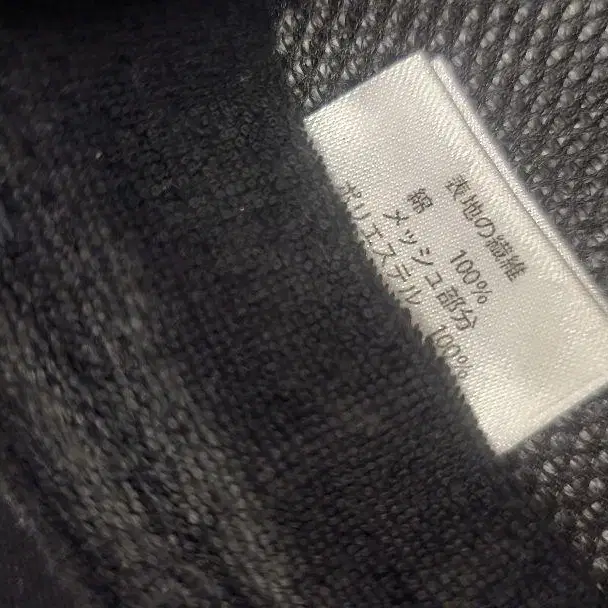 表地の繊維
綿 100%
メッシュ部分
ポリエステル 100%